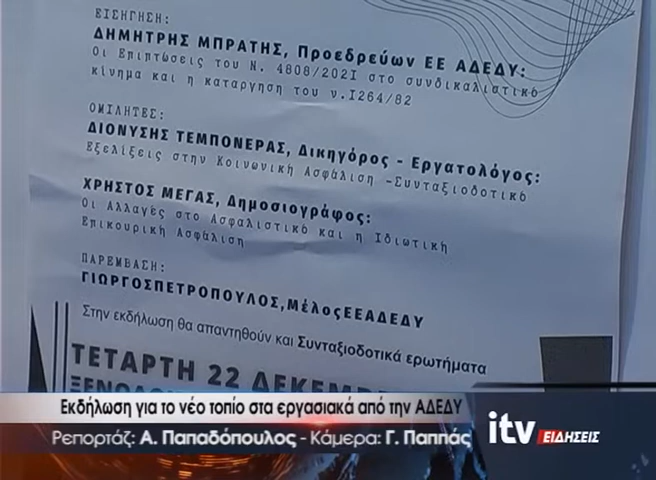 ΕΙΣΗΓΗΣΗ:
ΔΗΜΗΤΡΗΣ ΜΠΡΑΤΗΣ, Προεδρεύων ΕΕ ΑΔΕΔΥ:
Οι Επιπτώσεις του Ν. 4808/2021 στο συνδικαλιστικό
κίνημα και η κατάργηση του ν.1264/82
ΟΜΙΛΗΤΕΣ:
ΔΙΟΝΥΣΗΣ ΤΕΜΠΟΝΕΡΑΣ, Δικηγόρος - Εργατολόγος:
Εξελίξεις στην Κοινωνική Ασφάλιση -Συνταξιοδοτικό
ΧΡΗΣΤΟΣ ΜΕΓΑΣ, Δημοσιογράφος:
Οι Αλλαγές στο Ασφαλιστικό και η Ιδιωτική
Επικουρική Ασφάλιση
ΠΑΡΕΜΒΑΣΗ:
ΓΙΩΡΓΟΣΠΕΤΡΟΠΟΥΛΟΣ,ΜέλοςΕΕΑΔΕΔΥ
Στην εκδήλωση θα απαντηθούν και Συνταξιοδοτικά ερωτήματα
ΤΕΤΑΡΤΗ 22
Εκδήλωση για το νέο τοπίο στα εργασιακά από την ΑΔΕΔΥ
Ρεπορτάζ: Α. Παπαδόπουλος - Κάμερα: Γ. Παππάς
itv ΕΙΔΗΣΕΙΣ